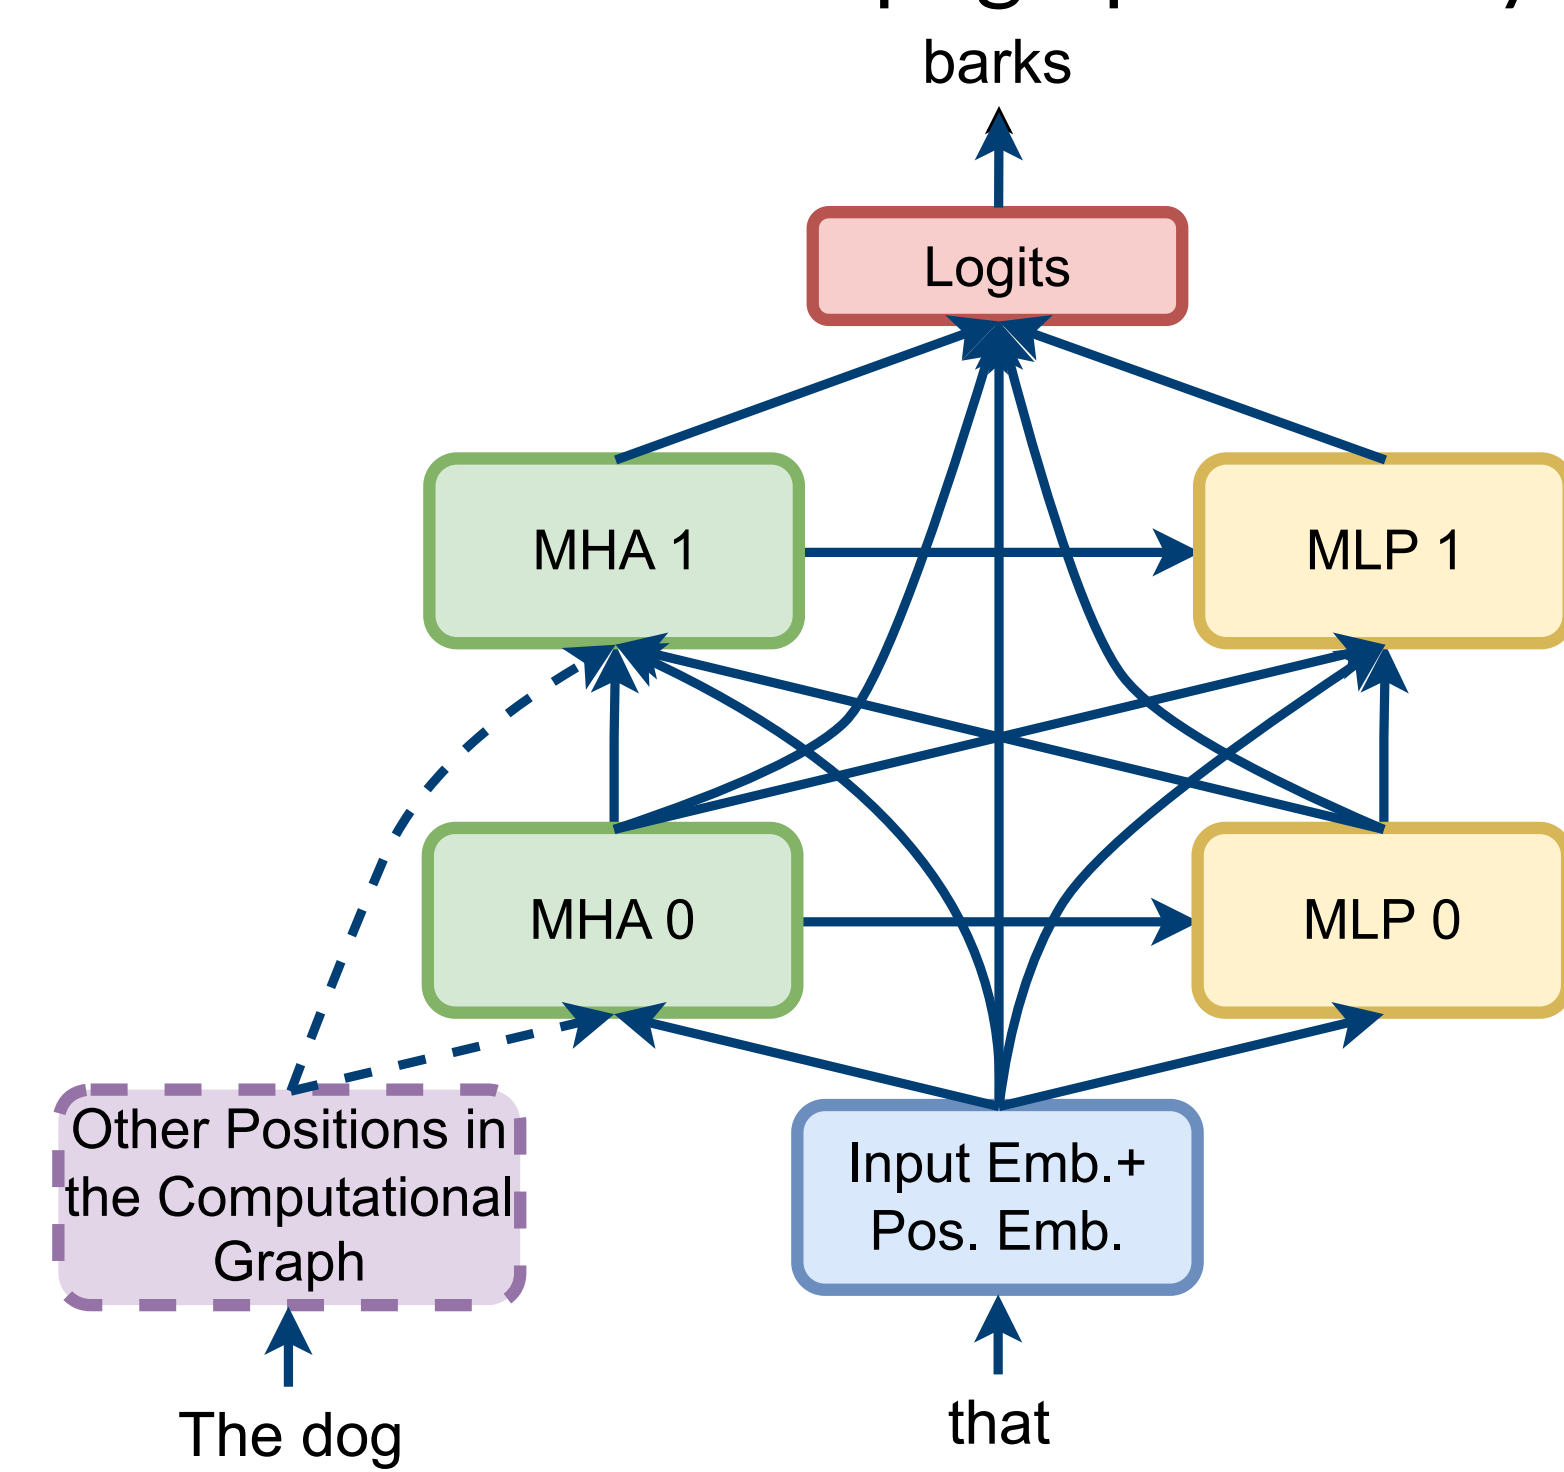 barks
Logits
MHA 1
MLP 1
MHA 0
MLP 0
Other Positions in
the Computational
Graph
Input Emb.+
Pos. Emb.
The dog
that